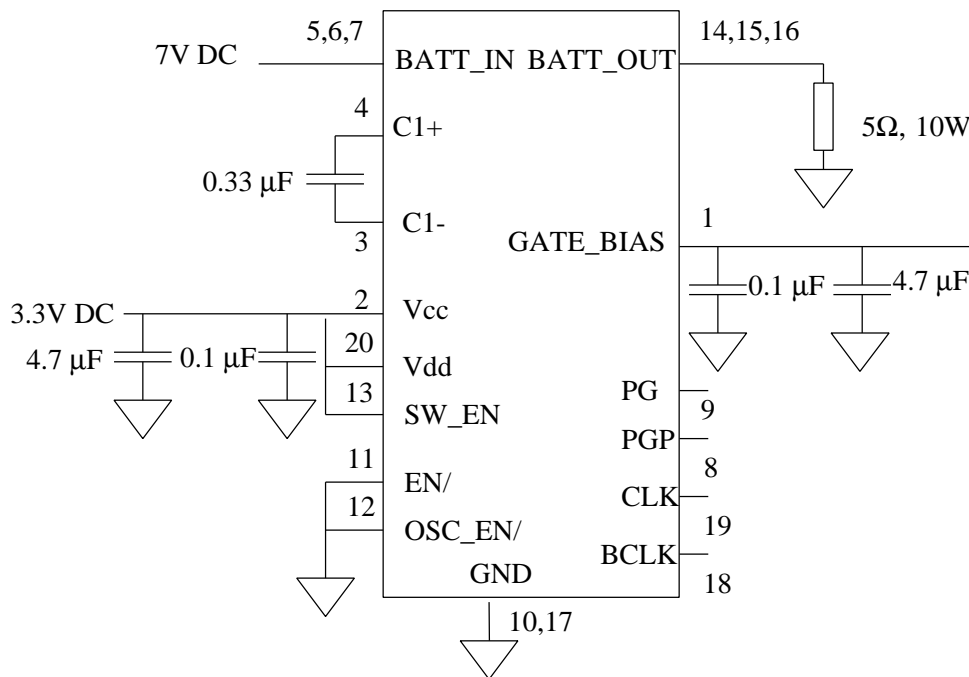 5,6,7
14,15,16
7V DC
BATT_IN
BATT_OUT
4
C1+
5Ω, 10W
0.33 μF
C1-
3
1
GATE_BIAS
2
3.3V DC
Vcc
0.1 μF
4.7 μF
20
4.7 μF
0.1 μF
Vdd
13
SW_EN
PG
9
PGP
11
EN/
8
12
CLK
OSC_EN/
19
BCLK
GND
18
10,17